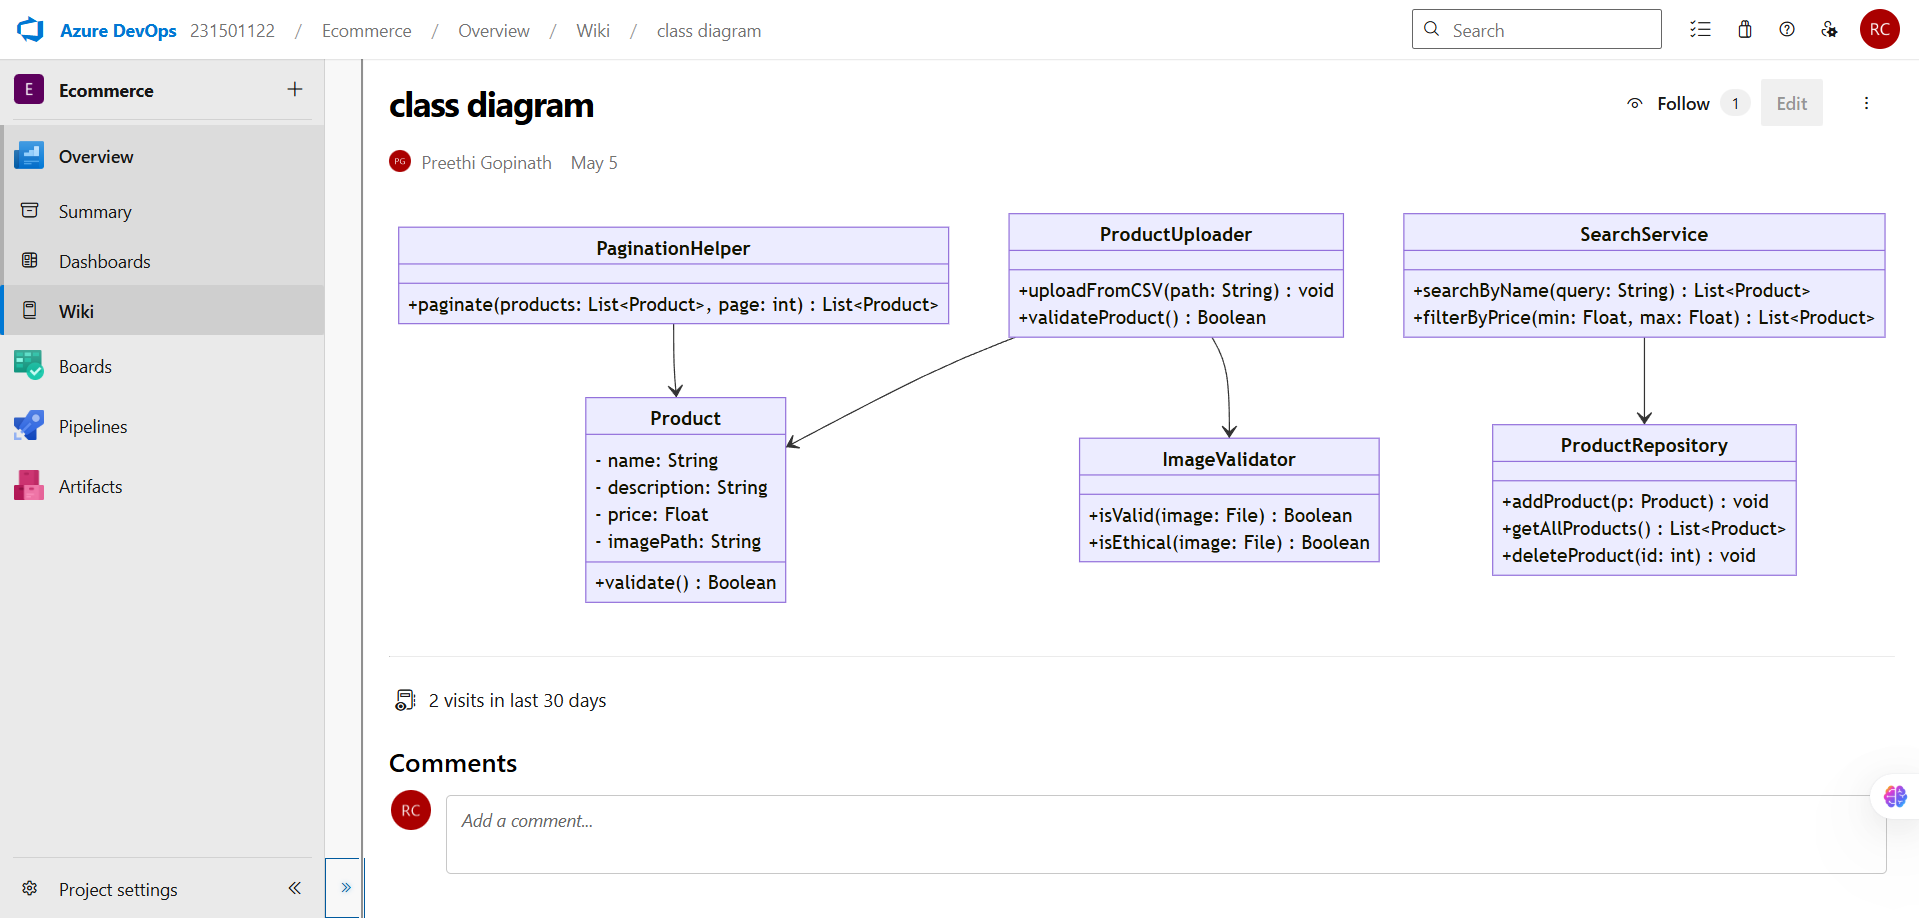 Azure DevOps 231501122 / Ecommerce / Overview / Wiki / class diagram
Search
RC
E Ecommerce
Overview
Summary
Dashboards
Wiki
Boards
Pipelines
Artifacts
Project settings
class diagram
Follow 1 Edit
PG Preethi Gopinath May 5
PaginationHelper
+paginate(products: List<Product>, page: int) : List<Product>
ProductUploader
+uploadFromCSV(path: String) : void
+validateProduct() : Boolean
SearchService
+searchByName(query: String) : List<Product>
+filterByPrice(min: Float, max: Float) : List<Product>
Product
- name: String
- description: String
- price: Float
- imagePath: String
+validate() : Boolean
ImageValidator
+isValid(image: File) : Boolean
+isEthical(image: File) : Boolean
ProductRepository
+addProduct(p: Product) : void
+getAllProducts() : List<Product>
+deleteProduct(id: int) : void
2 visits in last 30 days
Comments
RC
Add a comment...